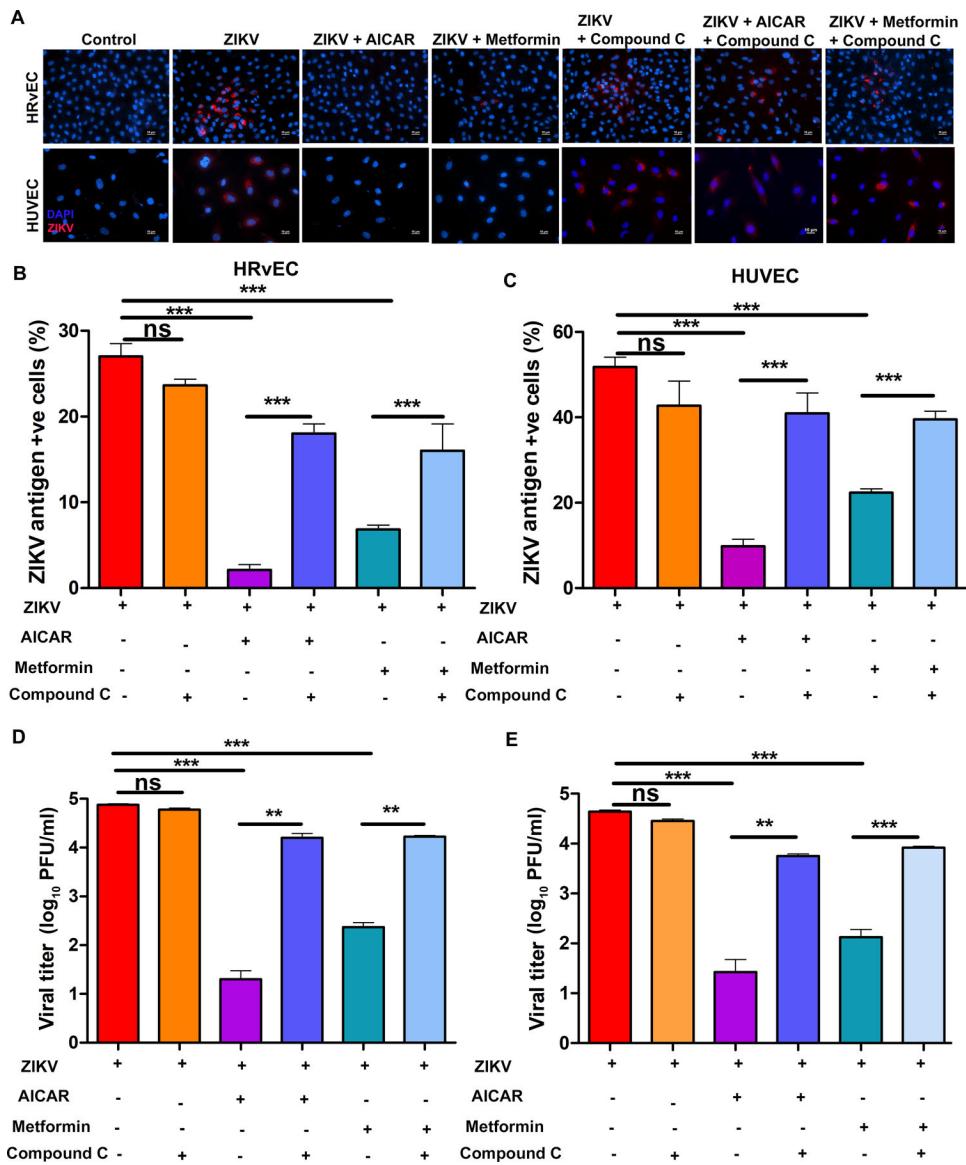 A
Control
ZIKV
ZIKV + AICAR
ZIKV + Metformin
ZIKV
+ Compound C
ZIKV + AICAR
+ Compound C
ZIKV + Metformin
+ Compound C
HRvEC
HUVEC
DAPI
ZIKV
B
HRvEC
***
***
ns
***
***
ZIKV antigen +ve cells (%)
30
20
10
0
ZIKV + + + + + +
AICAR - - + + - -
Metformin - - - - + +
Compound C - + - + - +
C
HUVEC
***
***
ns
***
***
ZIKV antigen +ve cells (%)
60
40
20
0
ZIKV + + + + + +
AICAR - - + + - -
Metformin - - - - + +
Compound C - + - + - +
D
***
***
ns
**
**
Viral titer (log10 PFU/ml)
5
4
3
2
1
0
ZIKV + + + + + +
AICAR - - + + - -
Metformin - - - - + +
Compound C - + - + - +
E
***
***
ns
**
***
Viral titer (log10 PFU/ml)
5
4
3
2
1
0
ZIKV + + + + + +
AICAR - - + + - -
Metformin - - - - + +
Compound C - + - + - +